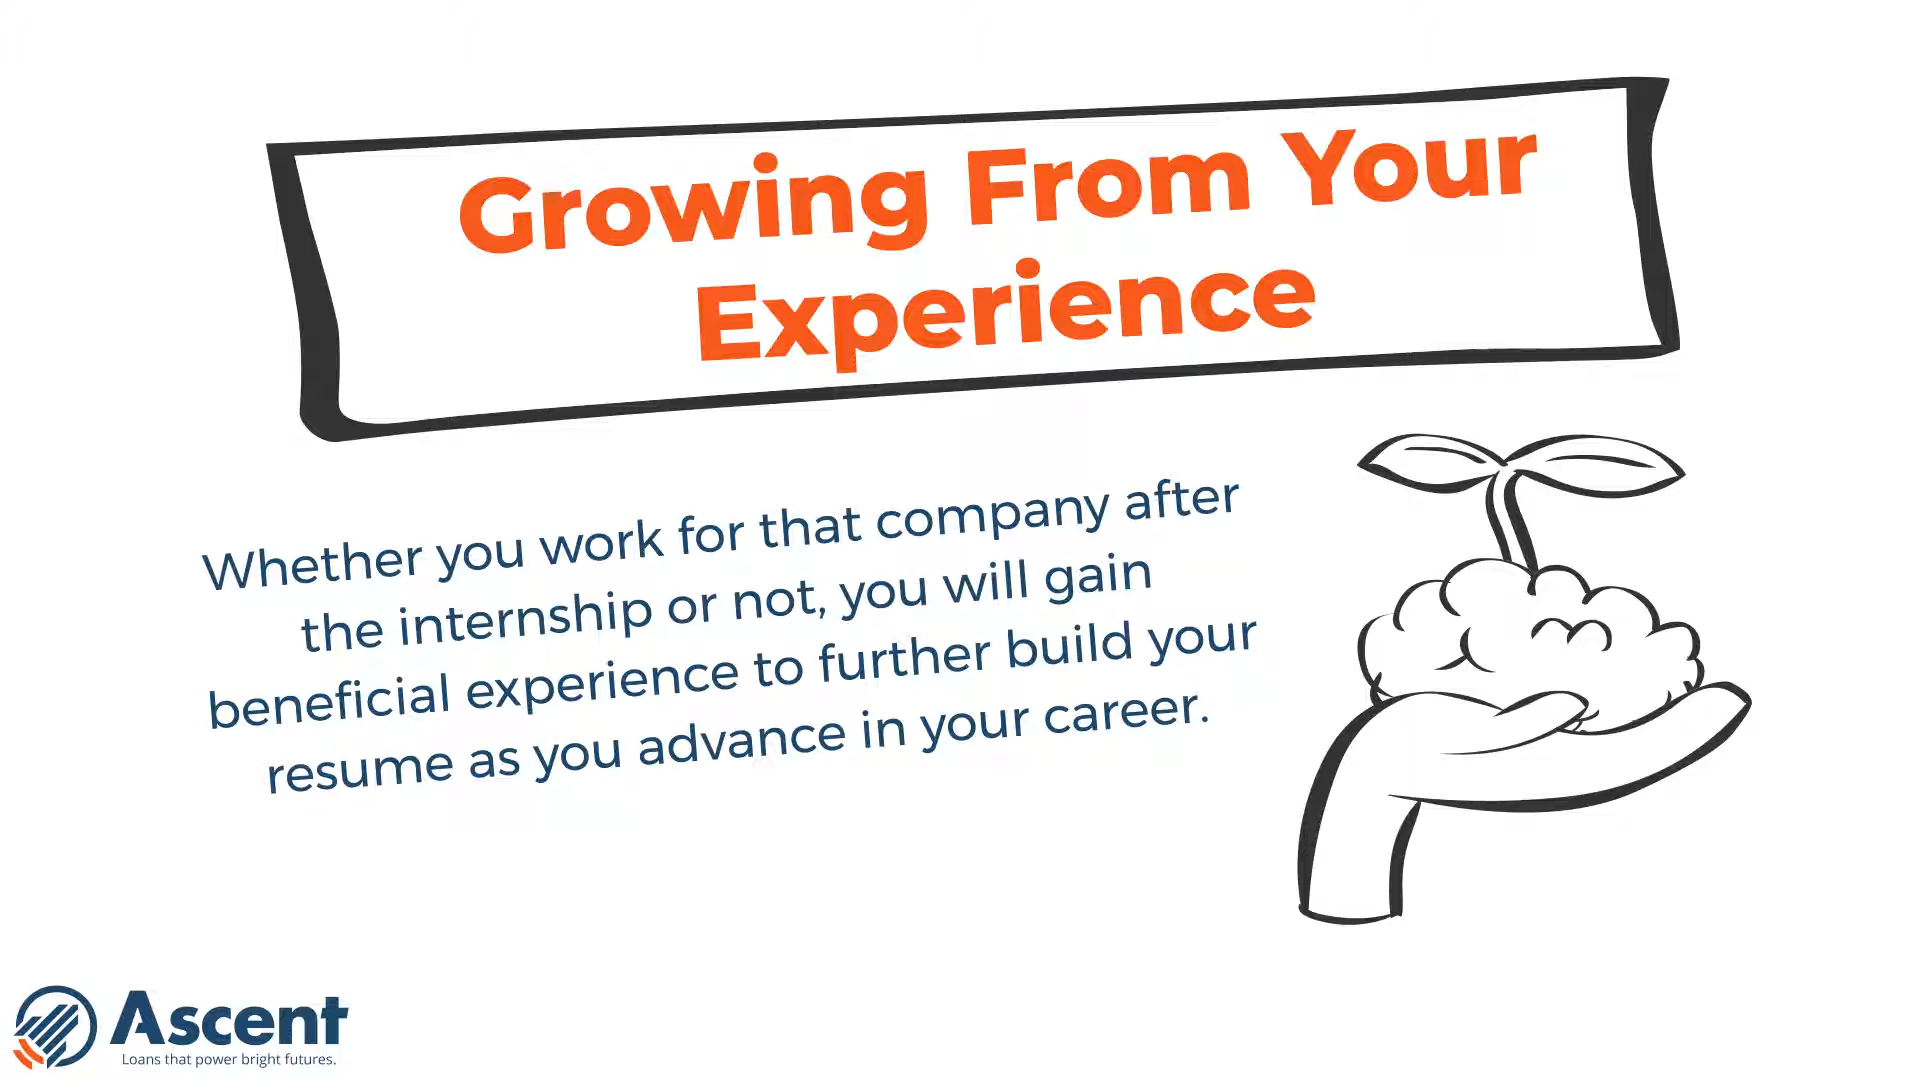 Growing From Your
Experience
Whether you work for that company after
the internship or not, you will gain
beneficial experience to further build your
resume as you advance in your career.
Ascent
Loans that power bright futures.